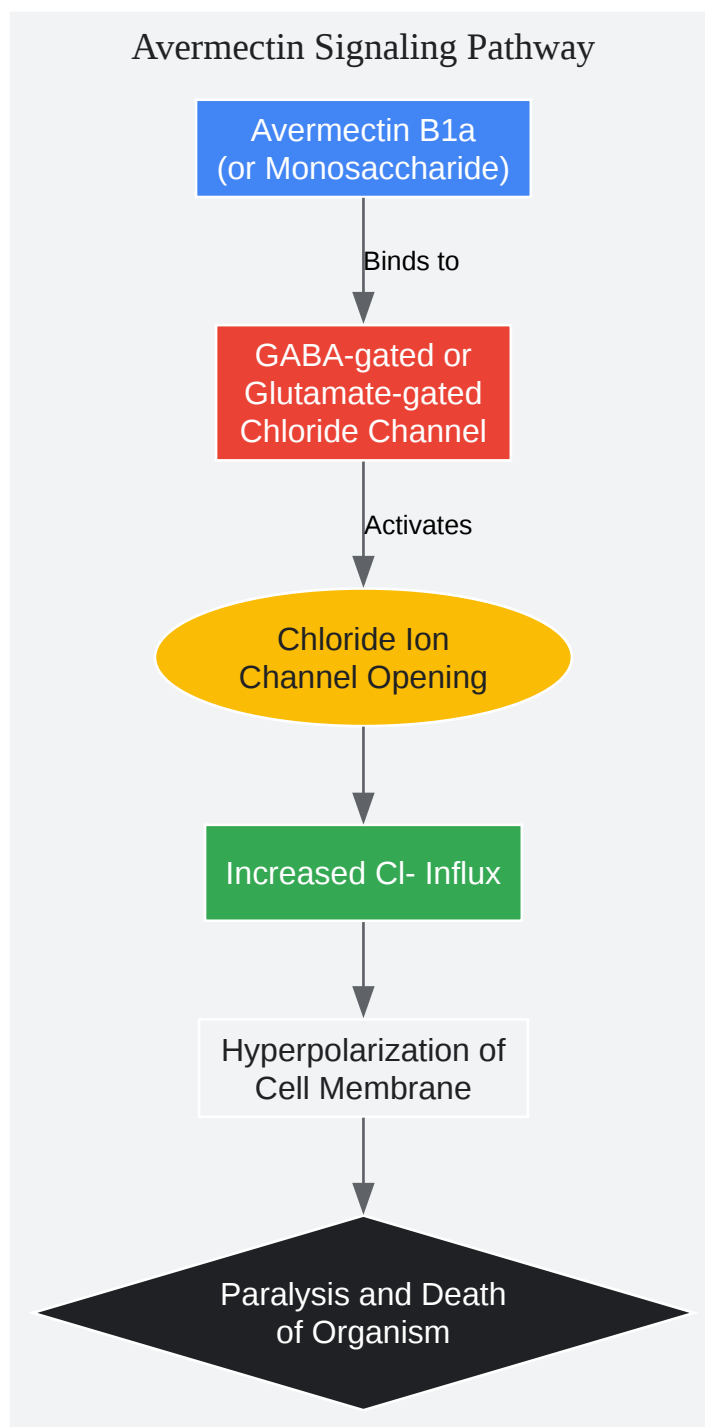 Avermectin Signaling Pathway
Avermectin B1a
(or Monosaccharide)
Binds to
GABA-gated or
Glutamate-gated
Chloride Channel
Activates
Chloride Ion
Channel Opening
Increased Cl- Influx
Hyperpolarization of
Cell Membrane
Paralysis and Death
of Organism